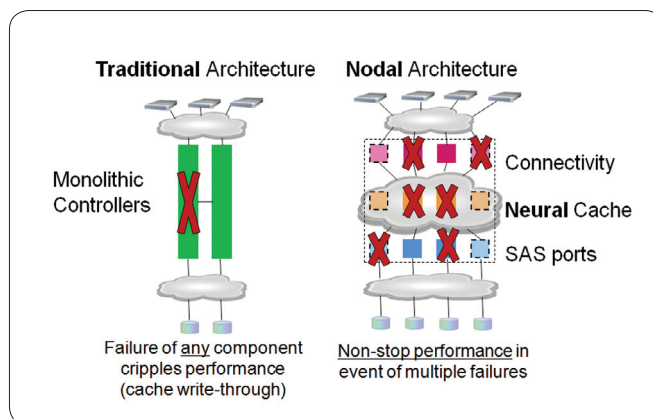 Traditional Architecture
Monolithic
Controllers
Failure of any component
cripples performance
(cache write-through)
Nodal Architecture
Connectivity
Neural Cache
SAS ports
Non-stop performance in
event of multiple failures